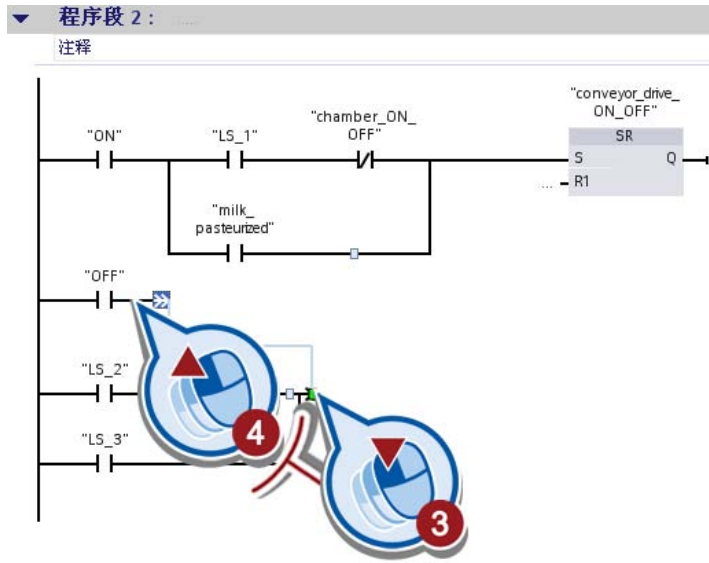 程序段 2: .....
注释
"conveyor_drive_
ON_OFF"
"chamber_ON_
OFF"
"ON"
"LS_1"
SR
S
Q
... R1
"milk_
pasteurized"
"OFF"
"LS_2"
4
"LS_3"
3